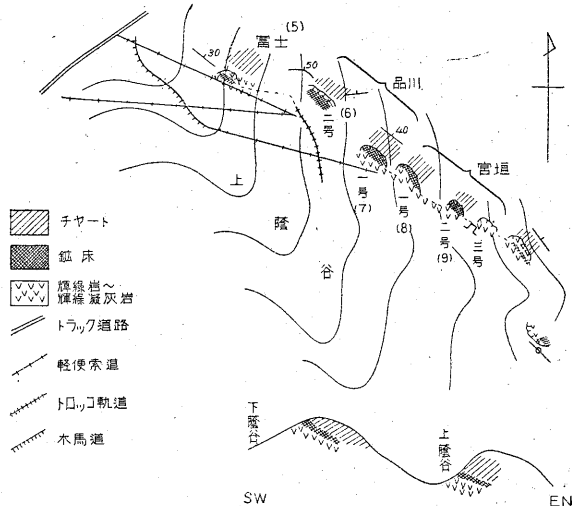 (5)
富士
30
50
品川
(6)
二号
40
宮垣
一号
(7)
一号
(8)
二号
(9)
三号
上蔭谷
チャート
鉱床
輝緑岩~
輝緑凝灰岩
トラック道路
軽便索道
トロッコ軌道
木馬道
下蔭谷
上蔭谷
SW
EN